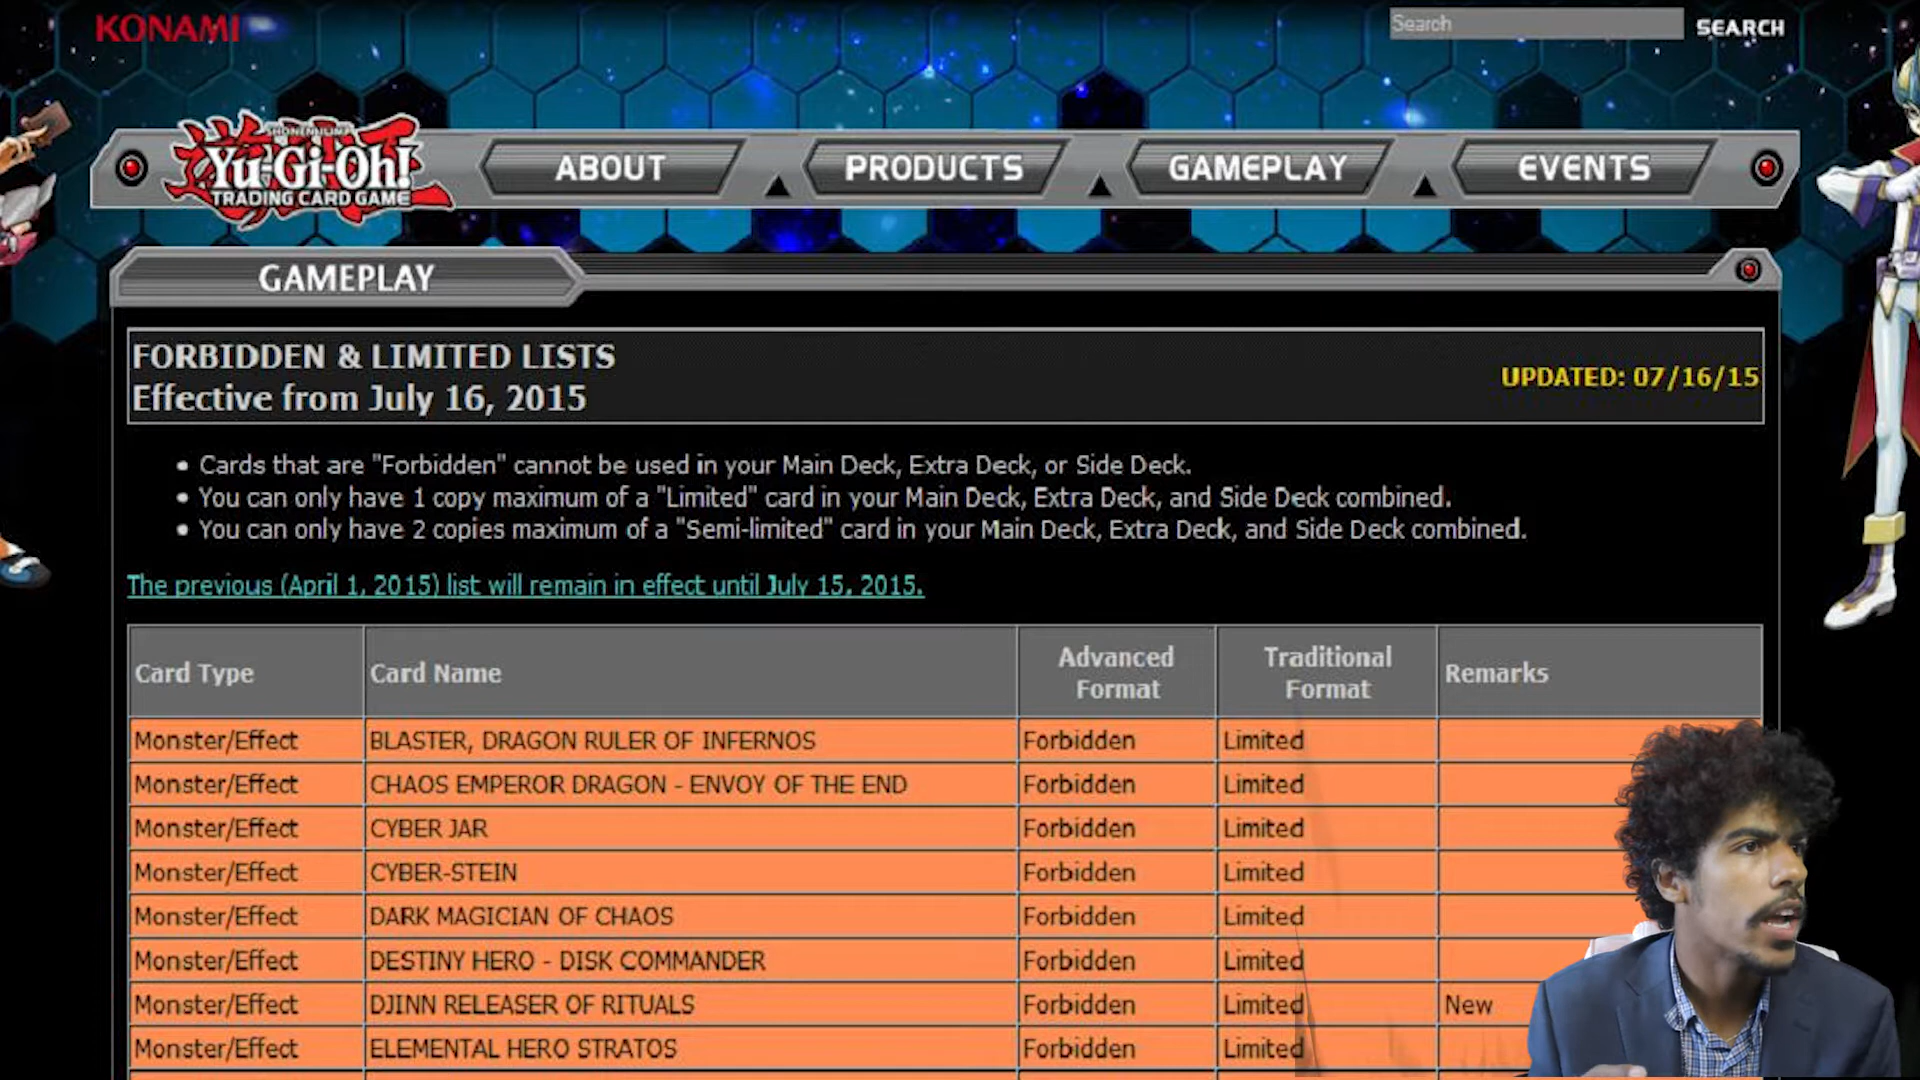 KONAMI
Search SEARCH
SHONEN JUMP
Yu-Gi-Oh!
TRADING CARD GAME
ABOUT PRODUCTS GAMEPLAY EVENTS
GAMEPLAY
FORBIDDEN & LIMITED LISTS
Effective from July 16, 2015
UPDATED: 07/16/15
• Cards that are "Forbidden" cannot be used in your Main Deck, Extra Deck, or Side Deck.
• You can only have 1 copy maximum of a "Limited" card in your Main Deck, Extra Deck, and Side Deck combined.
• You can only have 2 copies maximum of a "Semi-limited" card in your Main Deck, Extra Deck, and Side Deck combined.
The previous (April 1, 2015) list will remain in effect until July 15, 2015.
Card Type Card Name Advanced Format Traditional Format Remarks
Monster/Effect BLASTER, DRAGON RULER OF INFERNOS Forbidden Limited
Monster/Effect CHAOS EMPEROR DRAGON - ENVOY OF THE END Forbidden Limited
Monster/Effect CYBER JAR Forbidden Limited
Monster/Effect CYBER-STEIN Forbidden Limited
Monster/Effect DARK MAGICIAN OF CHAOS Forbidden Limited
Monster/Effect DESTINY HERO - DISK COMMANDER Forbidden Limited
Monster/Effect DJINN RELEASER OF RITUALS Forbidden Limited New
Monster/Effect ELEMENTAL HERO STRATOS Forbidden Limited